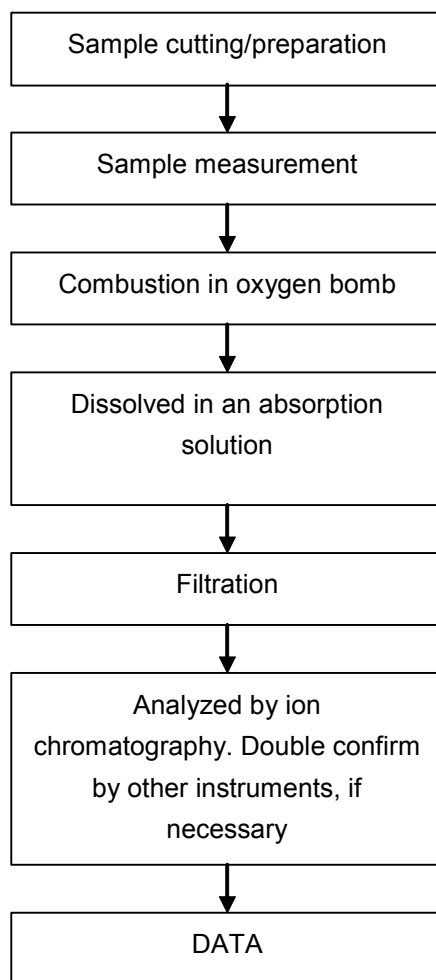 Sample cutting/preparation
Sample measurement
Combustion in oxygen bomb
Dissolved in an absorption
solution
Filtration
Analyzed by ion
chromatography. Double confirm
by other instruments, if
necessary
DATA